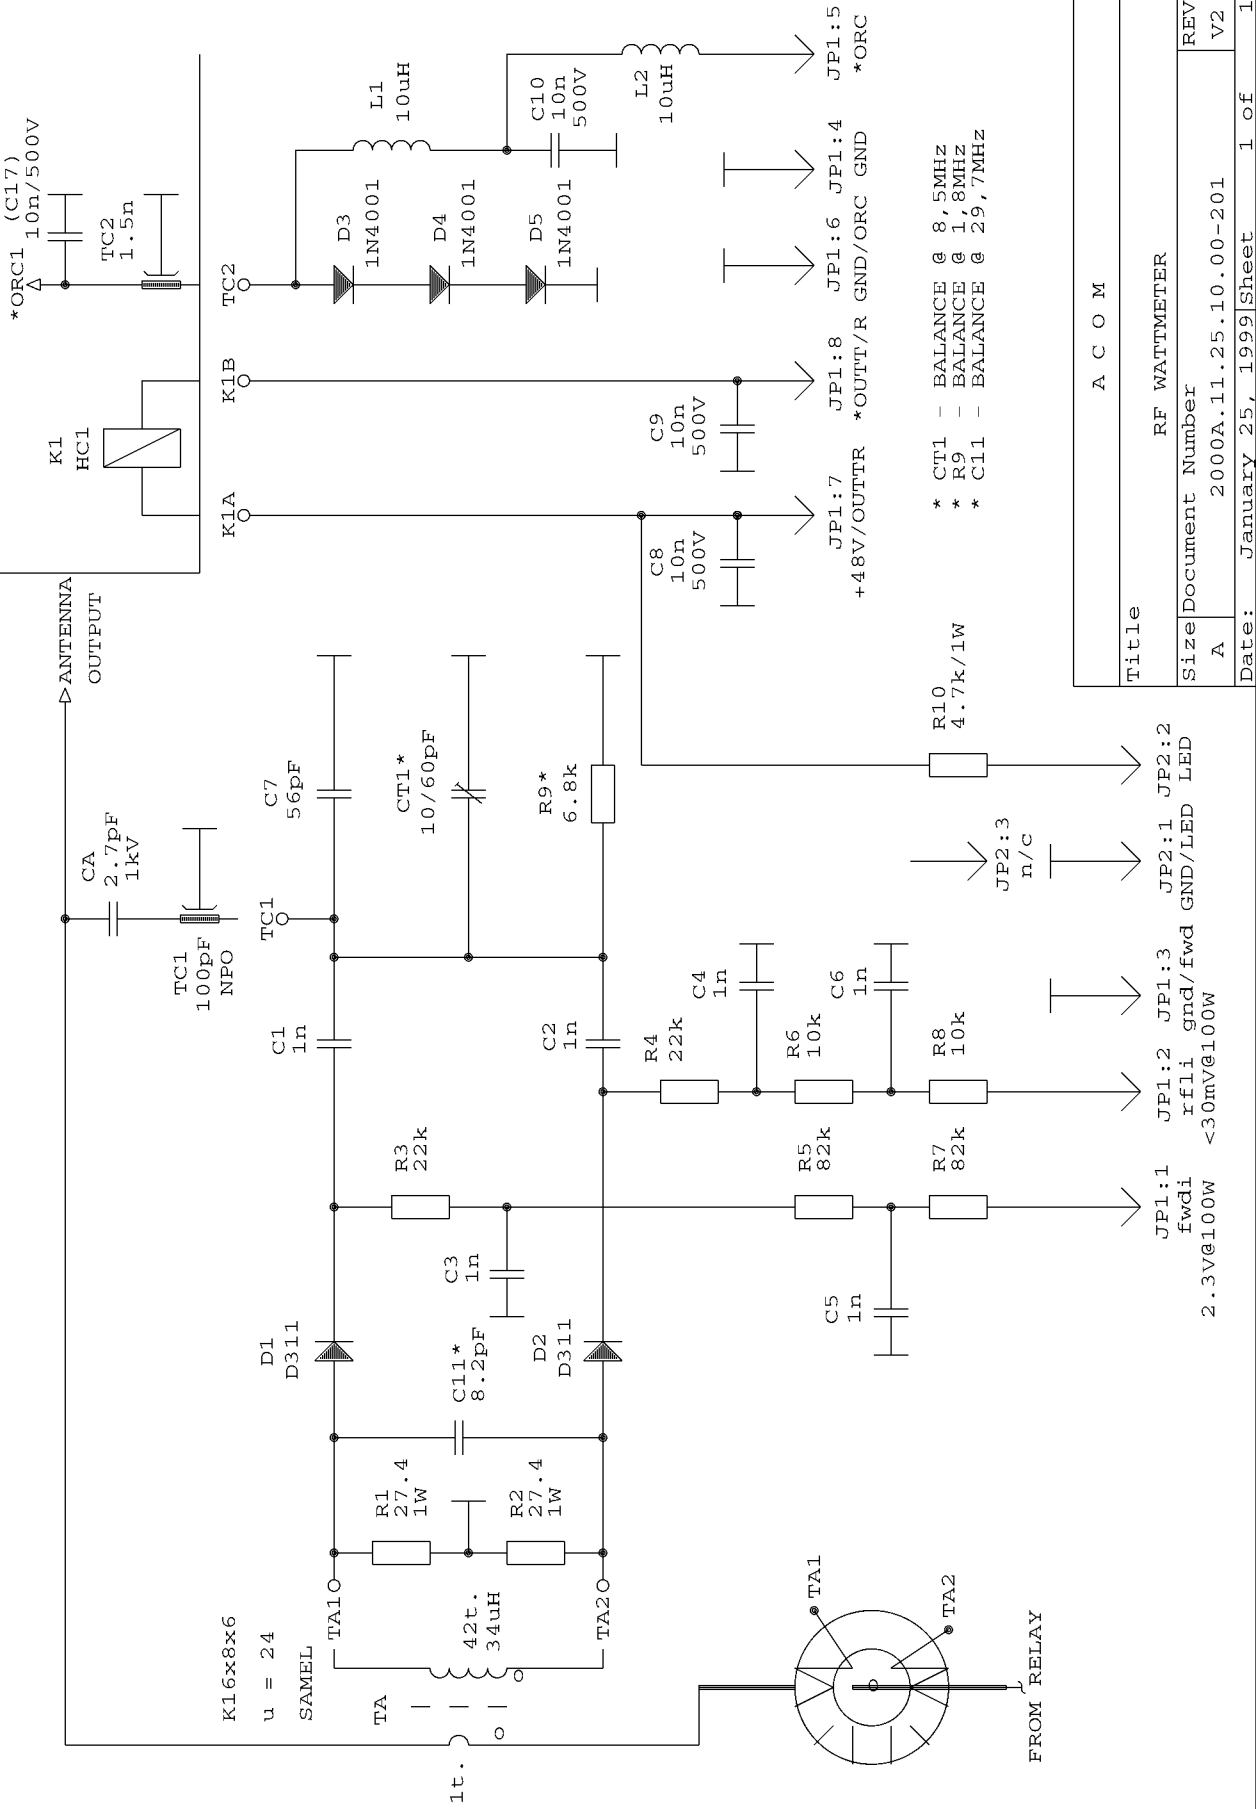 K16x8x6
u = 24
SAMEL
TA
1t.
42t.
34uH
TA1
TA2
R1
27.4
1W
R2
27.4
1W
C11*
8.2pF
D1
D311
D2
D311
C3
1n
R3
22k
C1
1n
C2
1n
TC1
100pF
NPO
TC1
CA
2.7pF
1kV
C7
56pF
CT1*
10/60pF
R9*
6.8k
ANTENNA
OUTPUT
R4
22k
C4
1n
R6
10k
C6
1n
R8
10k
R5
82k
R7
82k
C5
1n
JP1:1
fwdi
2.3V@100W
JP1:2
rfli
<30mV@100W
JP1:3
gnd/fwd
JP2:3
n/c
JP2:1
GND/LED
JP2:2
LED
R10
4.7k/1W
K1
HC1
K1A
K1B
TC2
*ORC1
(C17)
10n/500V
TC2
1.5n
D3
1N4001
D4
1N4001
D5
1N4001
L1
10uH
C10
10n
500V
L2
10uH
C8
10n
500V
C9
10n
500V
JP1:7
+48V/OUTTR
JP1:8
*OUTT/R
JP1:6
GND/ORC
JP1:4
GND
JP1:5
*ORC
* CT1 - BALANCE @ 8,5MHz
* R9 - BALANCE @ 1,8MHz
* C11 - BALANCE @ 29,7MHz
TA1
TA2
FROM RELAY
A C O M
Title
RF WATTMETER
Size Document Number REV
A 2000A.11.25.10.00-201 V2
Date: January 25, 1999 Sheet 1 of 1